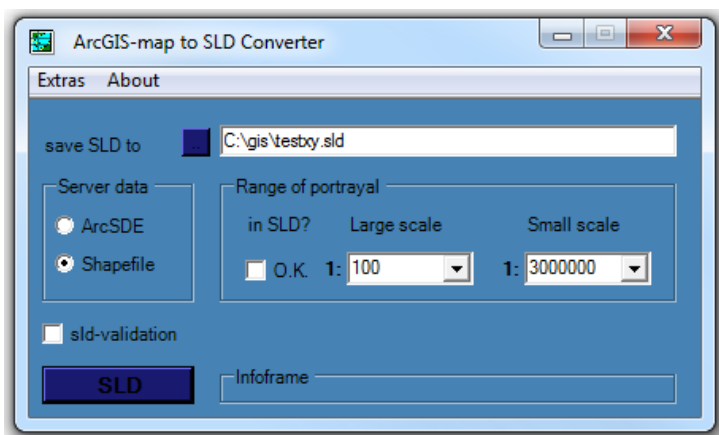 ArcGIS-map to SLD Converter
Extras About
save SLD to .. C:\gis\testxy.sld
Server data
ArcSDE
Shapefile
Range of portrayal
in SLD? Large scale Small scale
O.K. 1: 100 1: 3000000
sld-validation
SLD
Infoframe